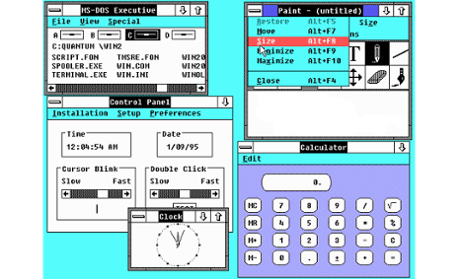 MS-DOS Executive
File View Special
A B C D
C:QUANTUM \WIN2
SCRIPT.FON TMSRE.FON WIN20
SPOOLER.EXE WIN.COM WIN20
TERMINAL.EXE WIN.INI WINOL
Paint - (untitled)
Restore Alt+F5
Move Alt+F7
Size Alt+F8
Minimize Alt+F9
Maximize Alt+F10
Close Alt+F4
Size
T
Control Panel
Installation Setup Preferences
Time
12:04:54 AM
Date
1/09/95
Cursor Blink
Slow Fast
Double Click
Slow Fast
Clock
Calculator
Edit
0.
MC 7 8 9 / √
MR 4 5 6 * %
M+ 1 2 3 - C
M- 0 . ± + =